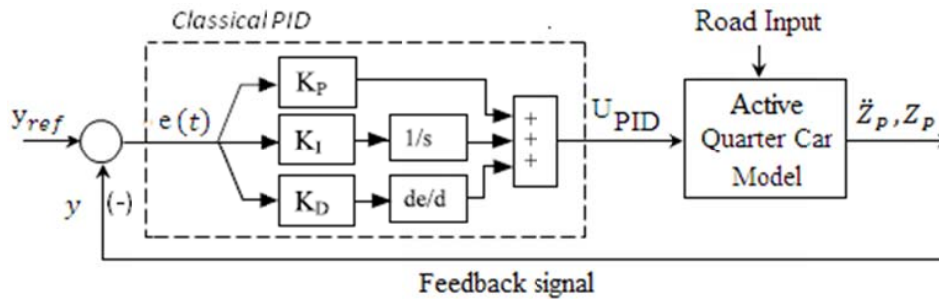 Classical PID
Road Input
y_ref
e(t)
K_P
K_I
1/s
K_D
de/d
+
+
+
U_PID
Active
Quarter Car
Model
Z̈_p, Z_p
y
(-)
Feedback signal